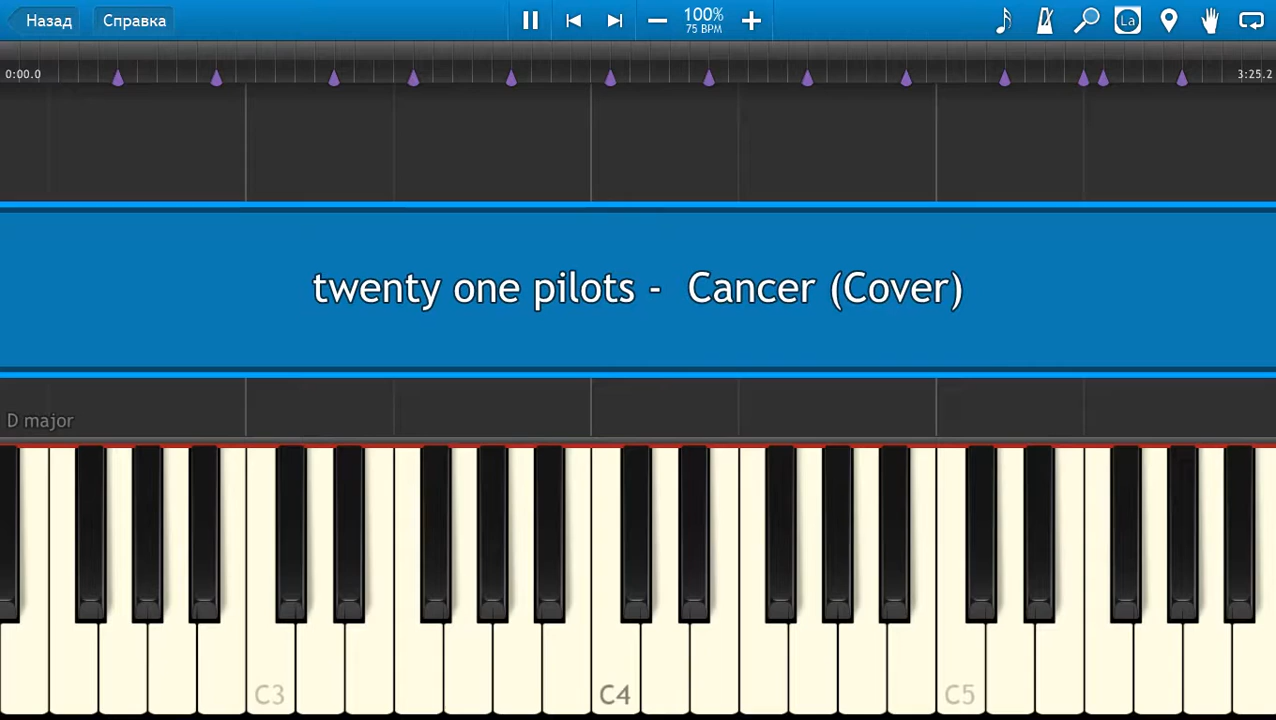 Назад
Справка
100%
75 BPM
La
0:00.0
3:25.2
twenty one pilots - Cancer (Cover)
D major
C3
C4
C5